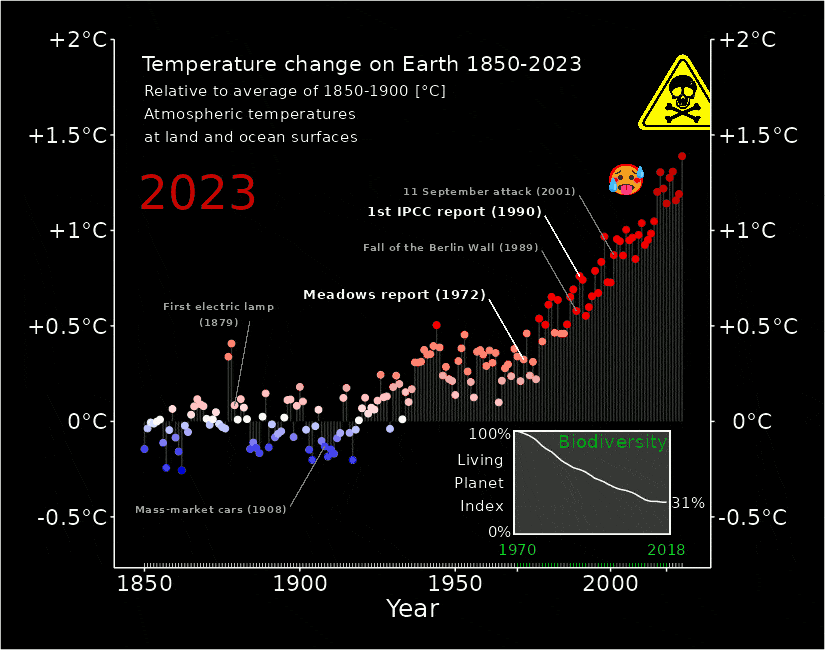 +2°C
+2°C
Temperature change on Earth 1850-2023
Relative to average of 1850-1900 [°C]
Atmospheric temperatures
at land and ocean surfaces
+1.5°C
+1.5°C
2023
11 September attack (2001)
1st IPCC report (1990)
+1°C
+1°C
Fall of the Berlin Wall (1989)
Meadows report (1972)
First electric lamp
(1879)
+0.5°C
+0.5°C
0°C
0°C
100%
Biodiversity
Living
Planet
Index
31%
0%
1970
2018
Mass-market cars (1908)
-0.5°C
-0.5°C
1850
1900
1950
2000
Year